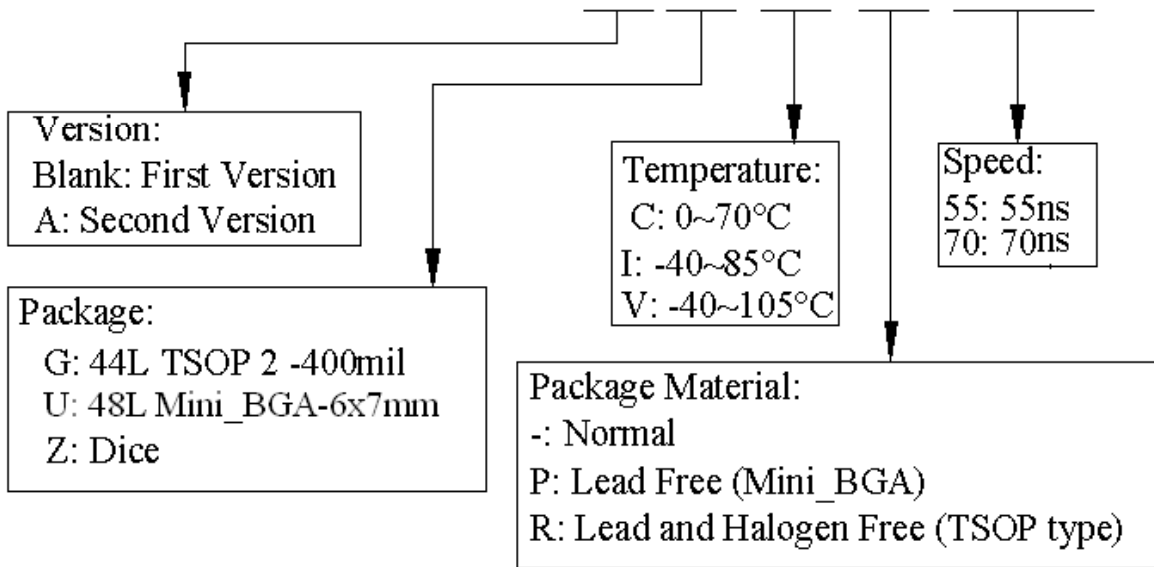 Version:
Blank: First Version
A: Second Version
Package:
G: 44L TSOP 2 -400mil
U: 48L Mini_BGA-6x7mm
Z: Dice
Temperature:
C: 0~70°C
I: -40~85°C
V: -40~105°C
Speed:
55: 55ns
70: 70ns
Package Material:
-: Normal
P: Lead Free (Mini_BGA)
R: Lead and Halogen Free (TSOP type)